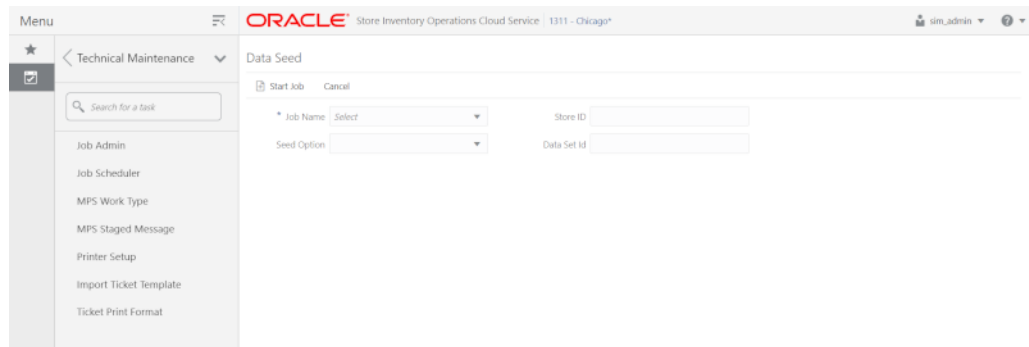 Menu
ORACLE® Store Inventory Operations Cloud Service 1311 - Chicago*
sim_admin
Technical Maintenance
Data Seed
Start Job Cancel
Search for a task
* Job Name Select
Store ID
Seed Option
Data Set Id
Job Admin
Job Scheduler
MPS Work Type
MPS Staged Message
Printer Setup
Import Ticket Template
Ticket Print Format